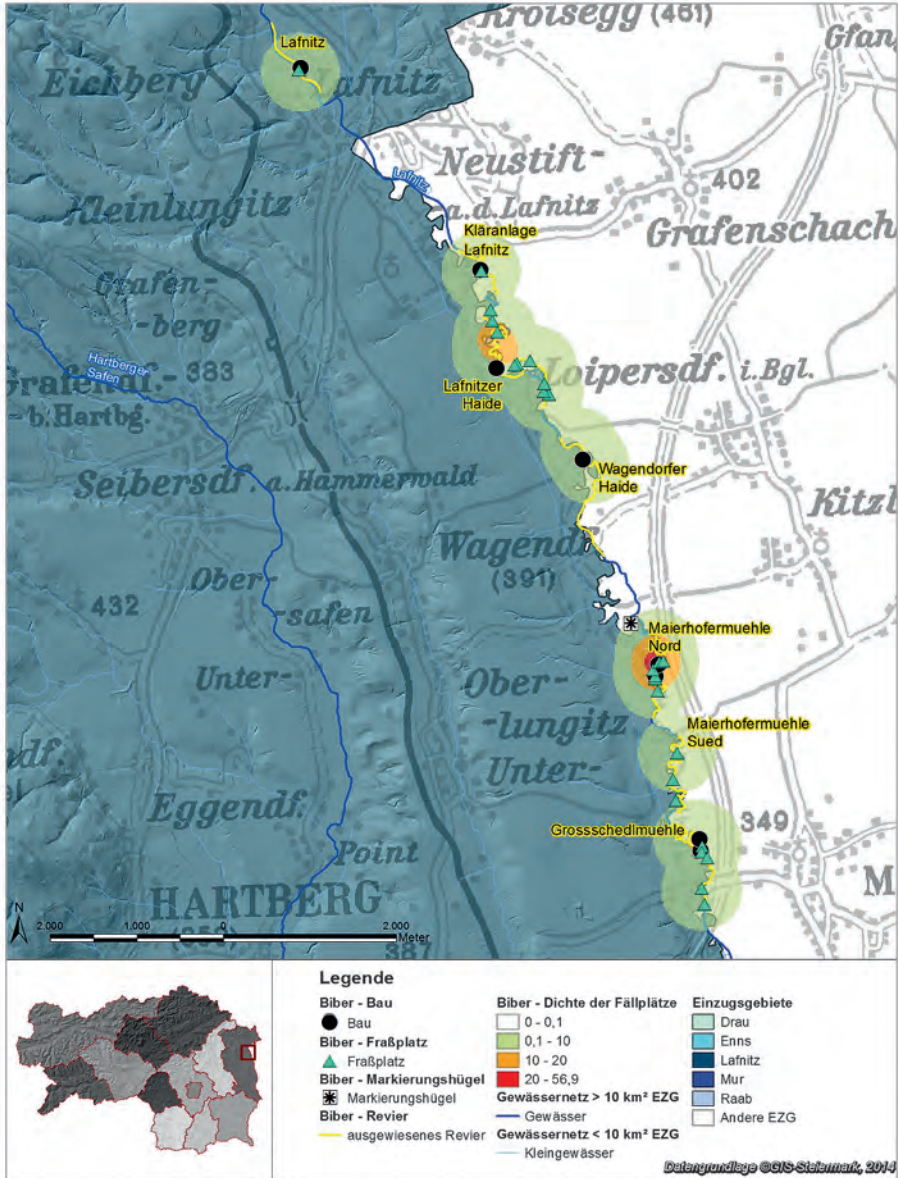 Kroisegg (461)
Lafnitz
Eichberg
Lafnitz
Neustift-
a.d. Lafnitz
402
Lafnitz
Kleinlungitz
Grafenschach
Kläranlage
Lafnitz
Grafen-
-berg
Hartberger
Safen
Grafendf.-
383
b. Hartbg.
Loipersdf. i. Bgl.
Lafnitzer
Haide
Seibersdf. a. Hammerwald
Wagendorfer
Haide
Kitzl
Wagendf.
(391)
Ober-
-safen
432
Unter-
Maierhofermuehle
Nord
Ober-
-lungitz
Unter-
Maierhofermuehle
Sued
Eggendf.
Grossschedlmuehle
349
Point
HARTBERG
M
N
2.000 1.000 0 2.000
Meter
387
Legende
Biber - Bau
Bau
Biber - Fraßplatz
Fraßplatz
Biber - Markierungshügel
Markierungshügel
Biber - Revier
ausgewiesenes Revier
Biber - Dichte der Fällplätze
0 - 0,1
0,1 - 10
10 - 20
20 - 56,9
Gewässernetz > 10 km² EZG
Gewässer
Gewässernetz < 10 km² EZG
Kleingewässer
Einzugsgebiete
Drau
Enns
Lafnitz
Mur
Raab
Andere EZG
Datengrundlage ©GIS-Steiermark, 2014